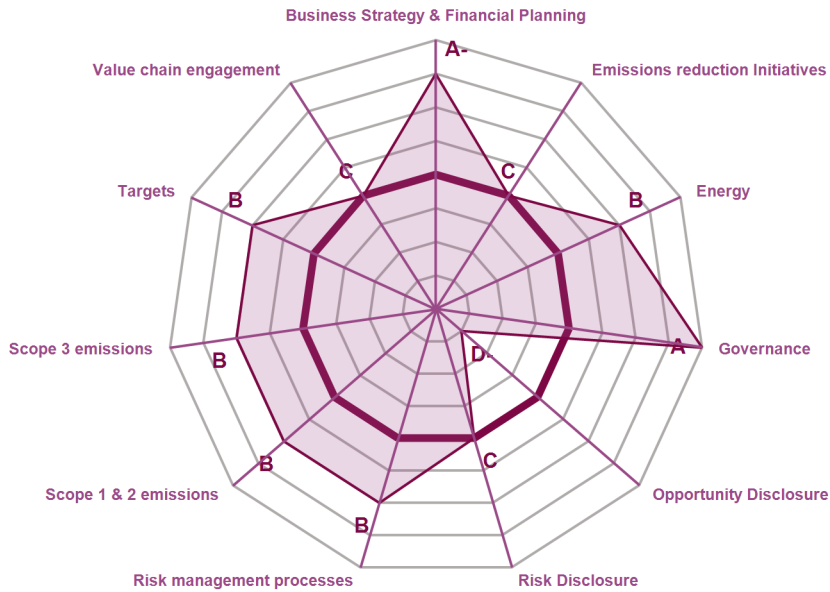 Business Strategy & Financial Planning
A-
Value chain engagement
Emissions reduction Initiatives
C
C
Targets
B
B
Energy
Scope 3 emissions
B
D-
A
Governance
B
C
Scope 1 & 2 emissions
Opportunity Disclosure
B
Risk management processes
Risk Disclosure